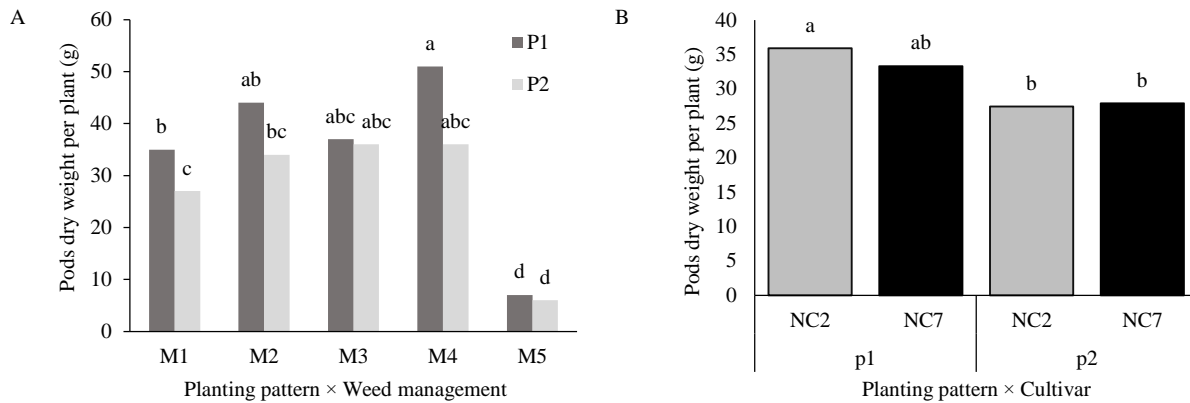 A
Pods dry weight per plant (g)
60
50
40
30
20
10
0
P1
P2
b
c
ab
bc
abc
abc
a
abc
d
d
M1 M2 M3 M4 M5
Planting pattern × Weed management
B
Pods dry weight per plant (g)
40
35
30
25
20
15
10
5
0
a
ab
b
b
NC2 NC7 NC2 NC7
p1 p2
Planting pattern × Cultivar